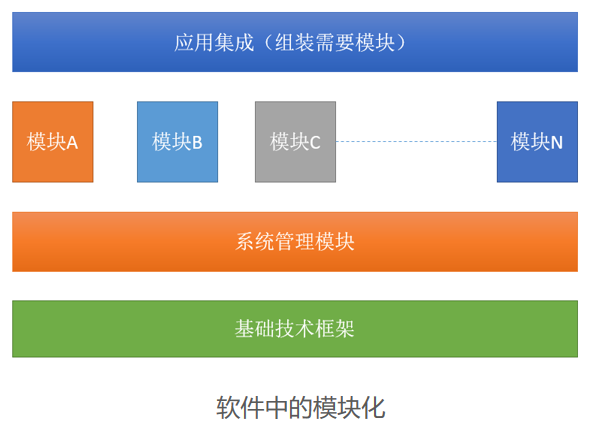 应用集成（组装需要模块）
模块A
模块B
模块C
模块N
系统管理模块
基础技术框架
软件中的模块化